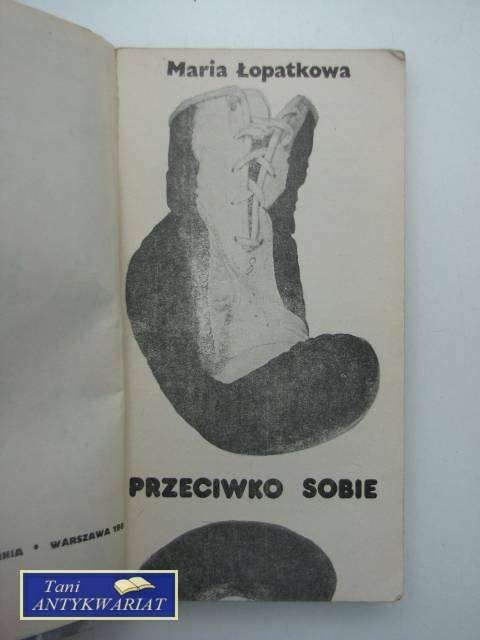 Maria Łopatkowa
PRZECIWKO SOBIE
• WARSZAWA
Tani
ANTYKWARIAT